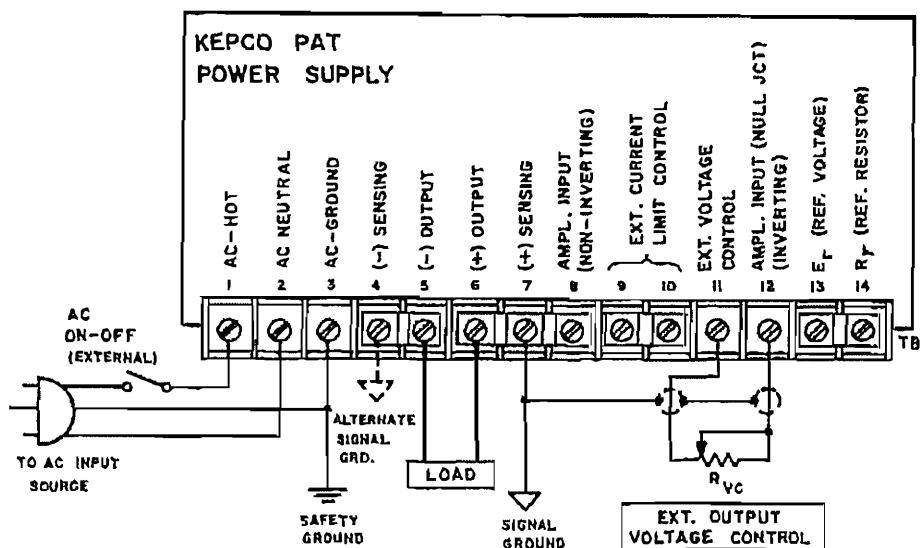 KEPCO PAT
POWER SUPPLY
AC-HOT
AC NEUTRAL
AC-GROUND
(-) SENSING
(-) OUTPUT
(+) OUTPUT
(+) SENSING
AMPL. INPUT
(NON-INVERTING)
EXT. CURRENT
LIMIT CONTROL
EXT. VOLTAGE
CONTROL
AMPL. INPUT (NULL JCT)
(INVERTING)
Er (REF. VOLTAGE)
Rr (REF. RESISTOR)
1 2 3 4 5 6 7 8 9 10 11 12 13 14
TB
AC
ON-OFF
(EXTERNAL)
TO AC INPUT
SOURCE
ALTERNATE
SIGNAL
GRD.
LOAD
SAFETY
GROUND
SIGNAL
GROUND
RVC
EXT. OUTPUT
VOLTAGE CONTROL